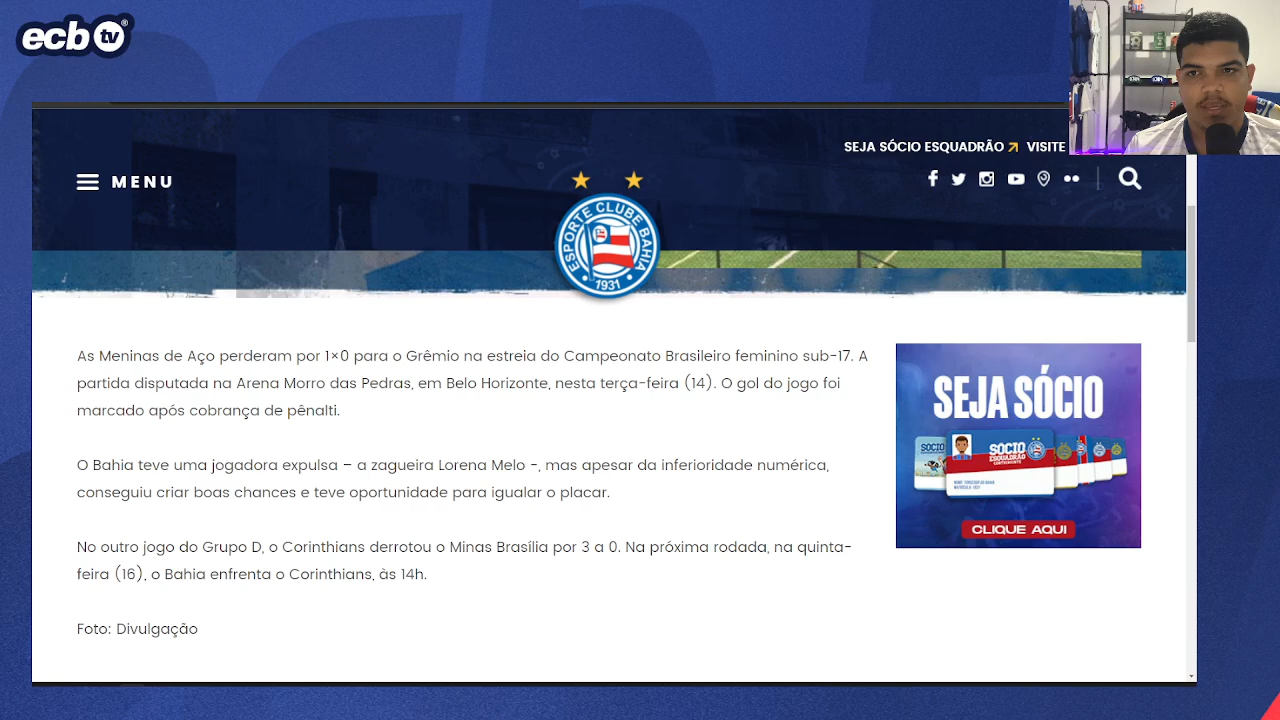 ecb tv®
SEJA SÓCIO ESQUADRÃO VISITE
MENU
ESPORTE CLUBE BAHIA
1931
As Meninas de Aço perderam por 1×0 para o Grêmio na estreia do Campeonato Brasileiro feminino sub-17. A
partida disputada na Arena Morro das Pedras, em Belo Horizonte, nesta terça-feira (14). O gol do jogo foi
marcado após cobrança de pênalti.
O Bahia teve uma jogadora expulsa – a zagueira Lorena Melo -, mas apesar da inferioridade numérica,
conseguiu criar boas chances e teve oportunidade para igualar o placar.
No outro jogo do Grupo D, o Corinthians derrotou o Minas Brasília por 3 a 0. Na próxima rodada, na quinta-
feira (16), o Bahia enfrenta o Corinthians, às 14h.
Foto: Divulgação
SEJA SÓCIO
SÓCIO
SÓCIO
ESQUADRÃO
CLIQUE AQUI